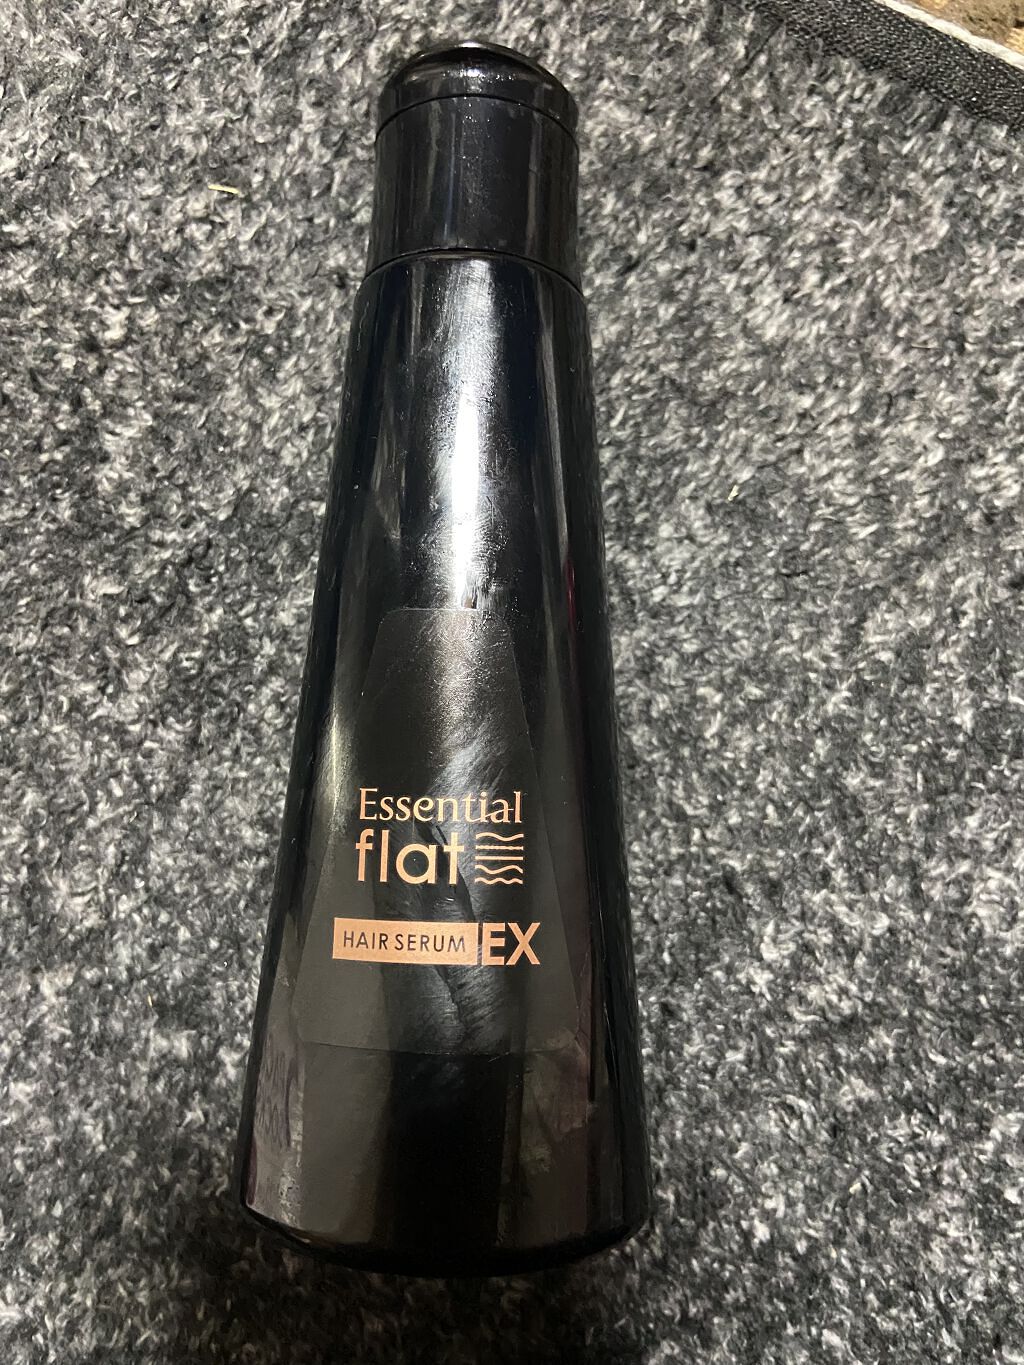 Essential
flat
HAIR SERUM EX